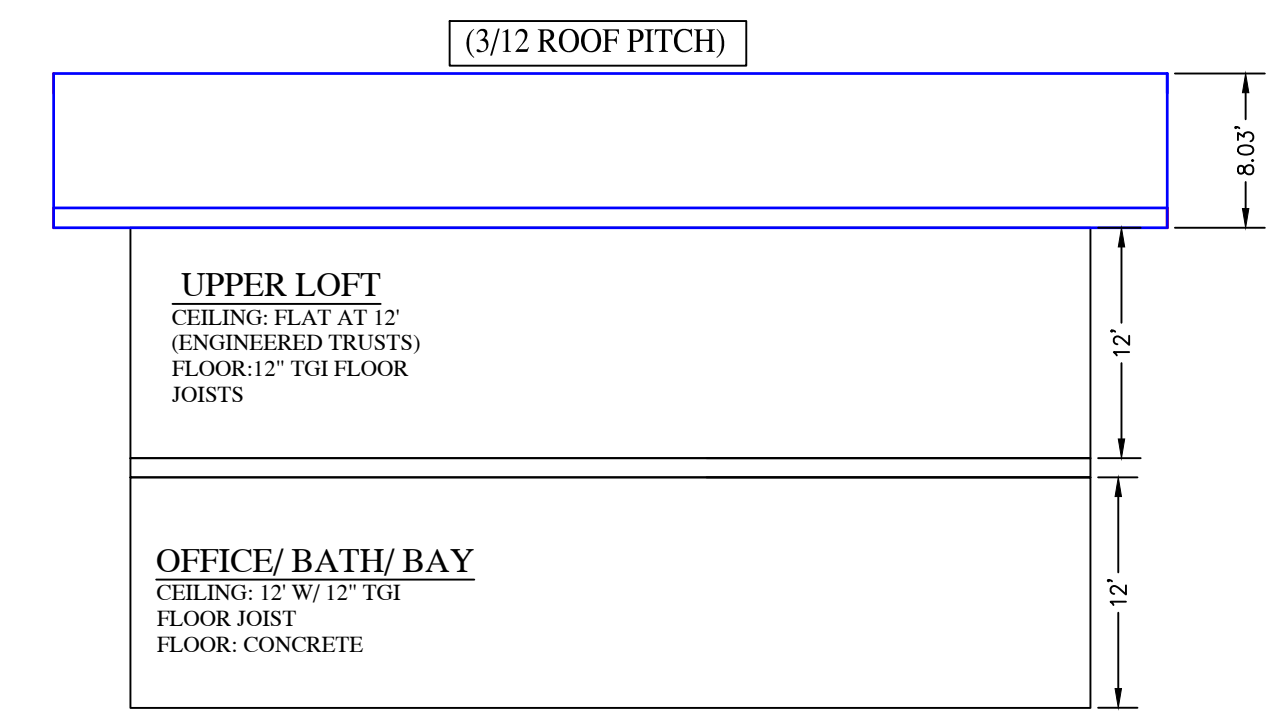 (3/12 ROOF PITCH)
8.03'
UPPER LOFT
CEILING: FLAT AT 12'
(ENGINEERED TRUSTS)
FLOOR:12" TGI FLOOR
JOISTS
12'
OFFICE/ BATH/ BAY
CEILING: 12' W/ 12" TGI
FLOOR JOIST
FLOOR: CONCRETE
12'